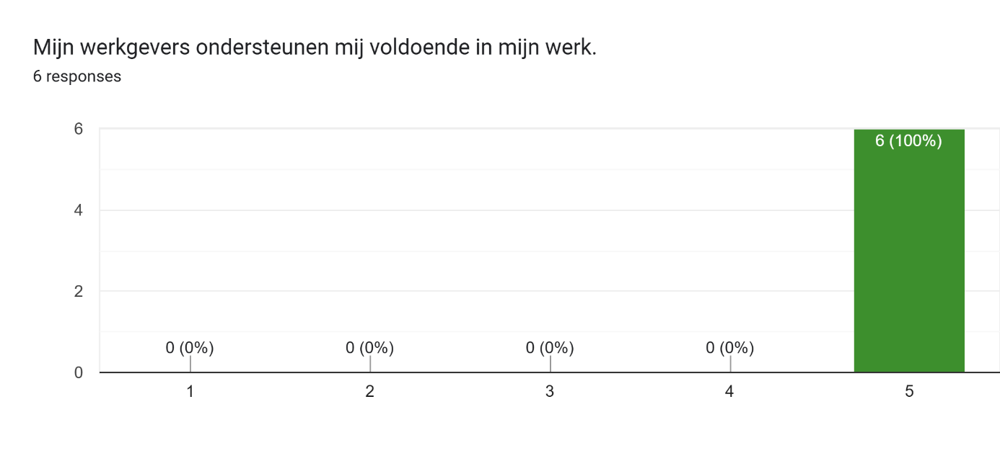 Mijn werkgevers ondersteunen mij voldoende in mijn werk.
6 responses
6
6 (100%)
4
2
0 (0%) 0 (0%) 0 (0%) 0 (0%)
0
1 2 3 4 5